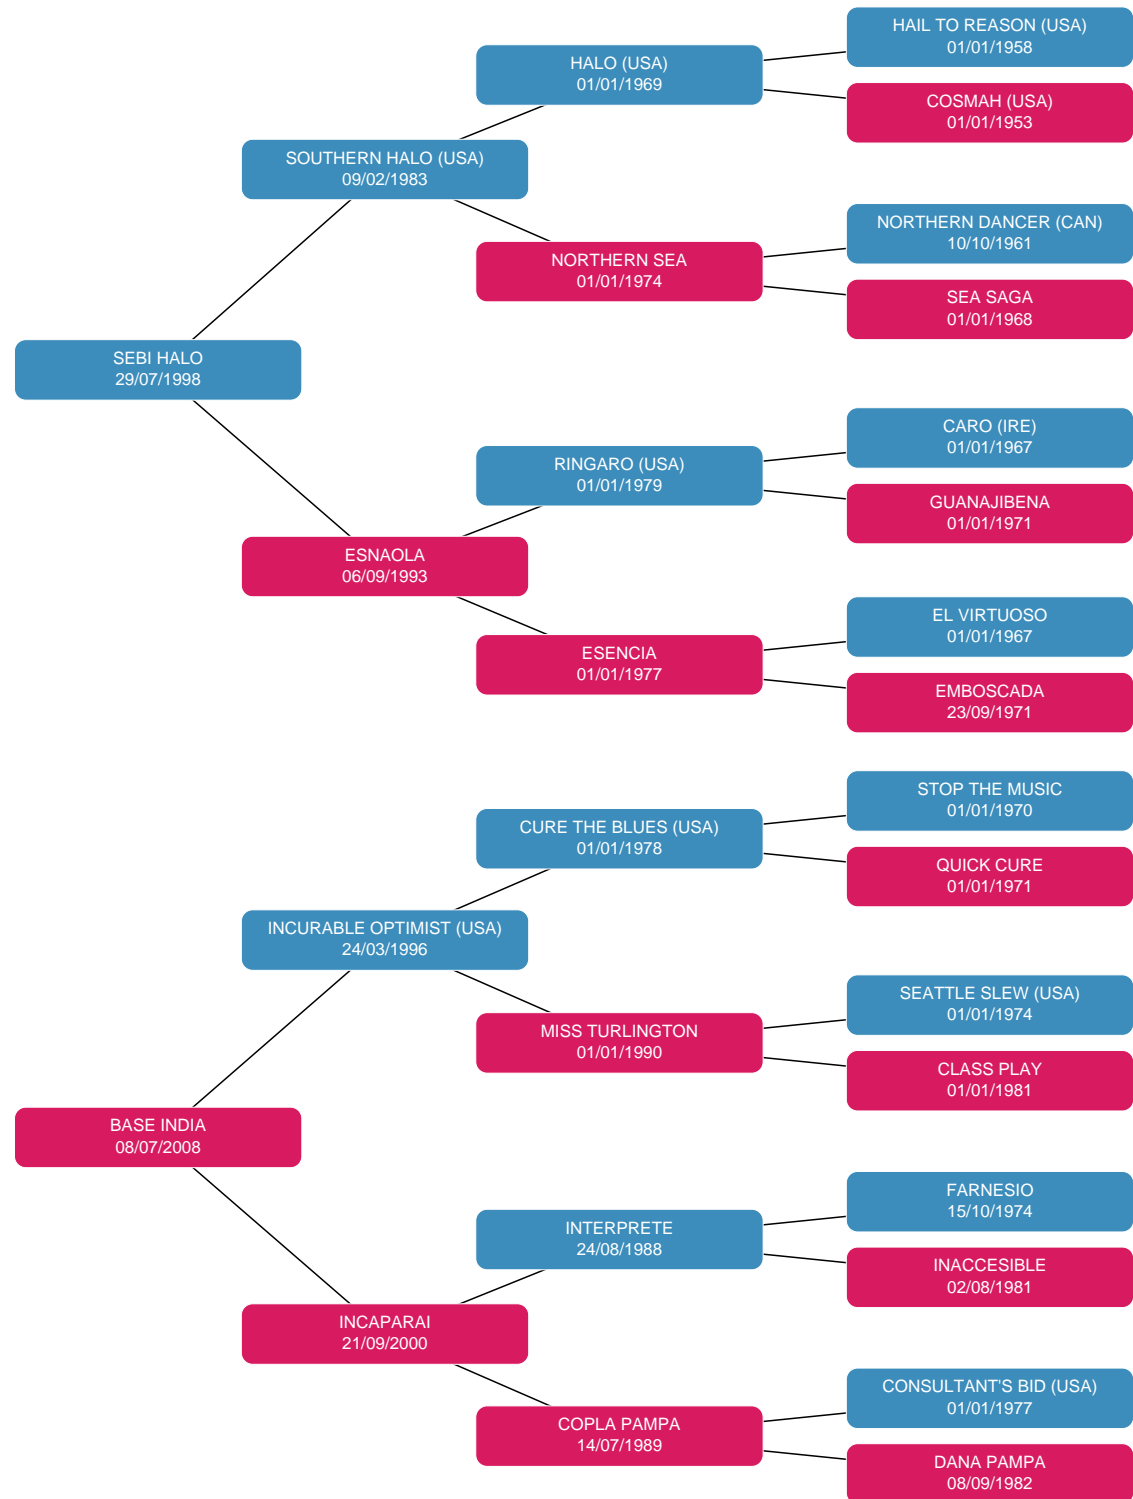 HAIL TO REASON (USA)
01/01/1958
HALO (USA)
01/01/1969
COSMAH (USA)
01/01/1953
SOUTHERN HALO (USA)
09/02/1983
NORTHERN DANCER (CAN)
10/10/1961
NORTHERN SEA
01/01/1974
SEA SAGA
01/01/1968
SEBI HALO
29/07/1998
CARO (IRE)
01/01/1967
RINGARO (USA)
01/01/1979
GUANAJIBENA
01/01/1971
ESNAOLA
06/09/1993
EL VIRTUOSO
01/01/1967
ESENCIA
01/01/1977
EMBOSCADA
23/09/1971
STOP THE MUSIC
01/01/1970
CURE THE BLUES (USA)
01/01/1978
QUICK CURE
01/01/1971
INCURABLE OPTIMIST (USA)
24/03/1996
SEATTLE SLEW (USA)
01/01/1974
MISS TURLINGTON
01/01/1990
CLASS PLAY
01/01/1981
BASE INDIA
08/07/2008
FARNESIO
15/10/1974
INTERPRETE
24/08/1988
INACCESIBLE
02/08/1981
INCAPARAI
21/09/2000
CONSULTANT'S BID (USA)
01/01/1977
COPLA PAMPA
14/07/1989
DANA PAMPA
08/09/1982